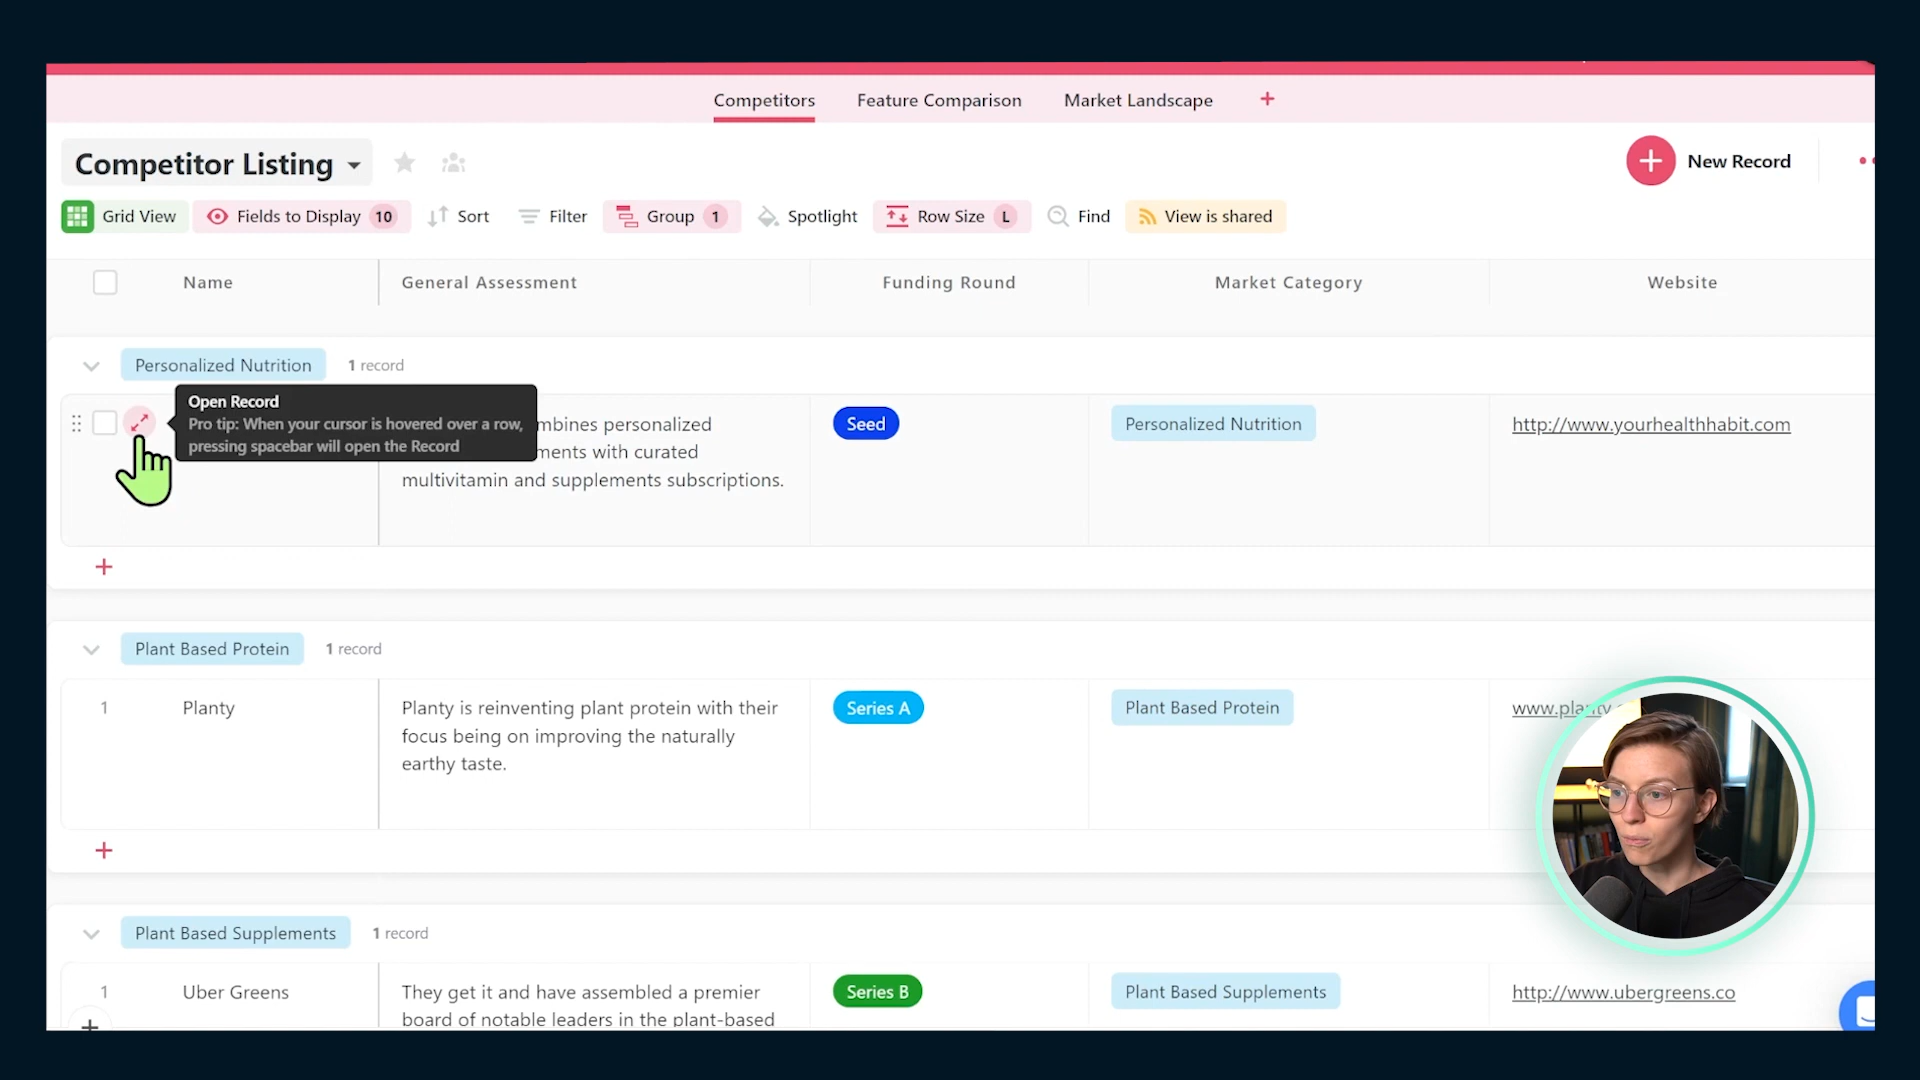 Competitors Feature Comparison Market Landscape +
Competitor Listing
New Record
Grid View Fields to Display 10 Sort Filter Group 1 Spotlight Row Size L Find View is shared
Name General Assessment Funding Round Market Category Website
Personalized Nutrition 1 record
Open Record
Pro tip: When your cursor is hovered over a row,
pressing spacebar will open the Record
mbines personalized
ments with curated
multivitamin and supplements subscriptions.
Seed
Personalized Nutrition
http://www.yourhealthhabit.com
+
Plant Based Protein 1 record
1 Planty
Planty is reinventing plant protein with their
focus being on improving the naturally
earthy taste.
Series A
Plant Based Protein
www.planty
+
Plant Based Supplements 1 record
1 Uber Greens
They get it and have assembled a premier
board of notable leaders in the plant-based
Series B
Plant Based Supplements
http://www.ubergreens.co
+